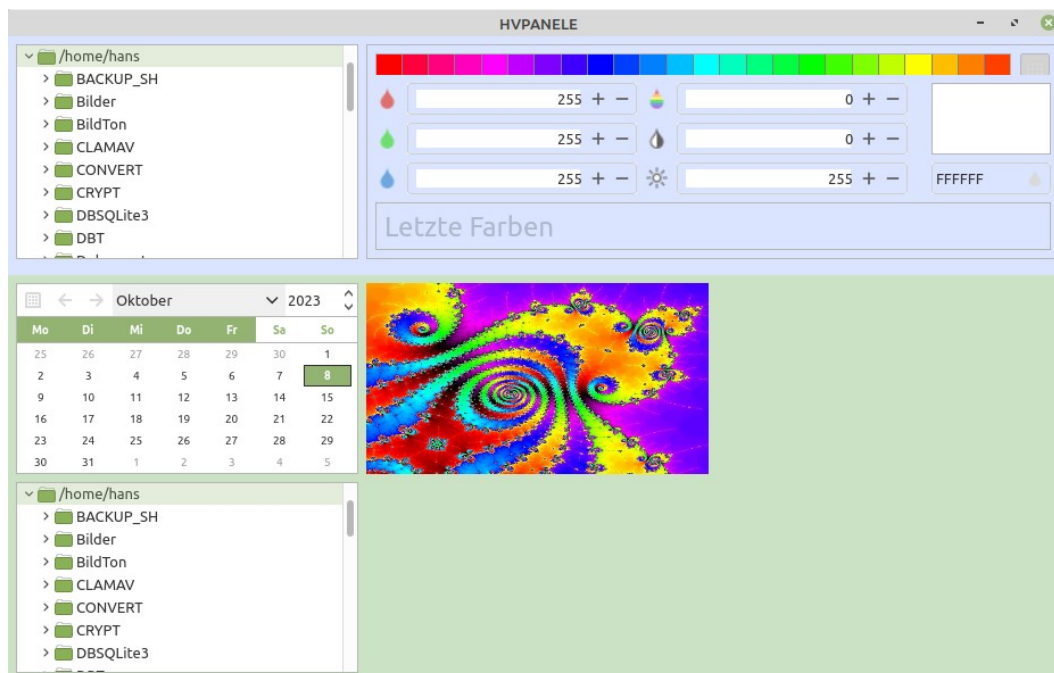 HVPANELE
/home/hans
BACKUP_SH
Bilder
BildTon
CLAMAV
CONVERT
CRYPT
DBSQLite3
DBT
255 0
255 0
255 255 FFFFFF
Letzte Farben
Oktober 2023
Mo Di Mi Do Fr Sa So
25 26 27 28 29 30 1
2 3 4 5 6 7 8
9 10 11 12 13 14 15
16 17 18 19 20 21 22
23 24 25 26 27 28 29
30 31 1 2 3 4 5
/home/hans
BACKUP_SH
Bilder
BildTon
CLAMAV
CONVERT
CRYPT
DBSQLite3